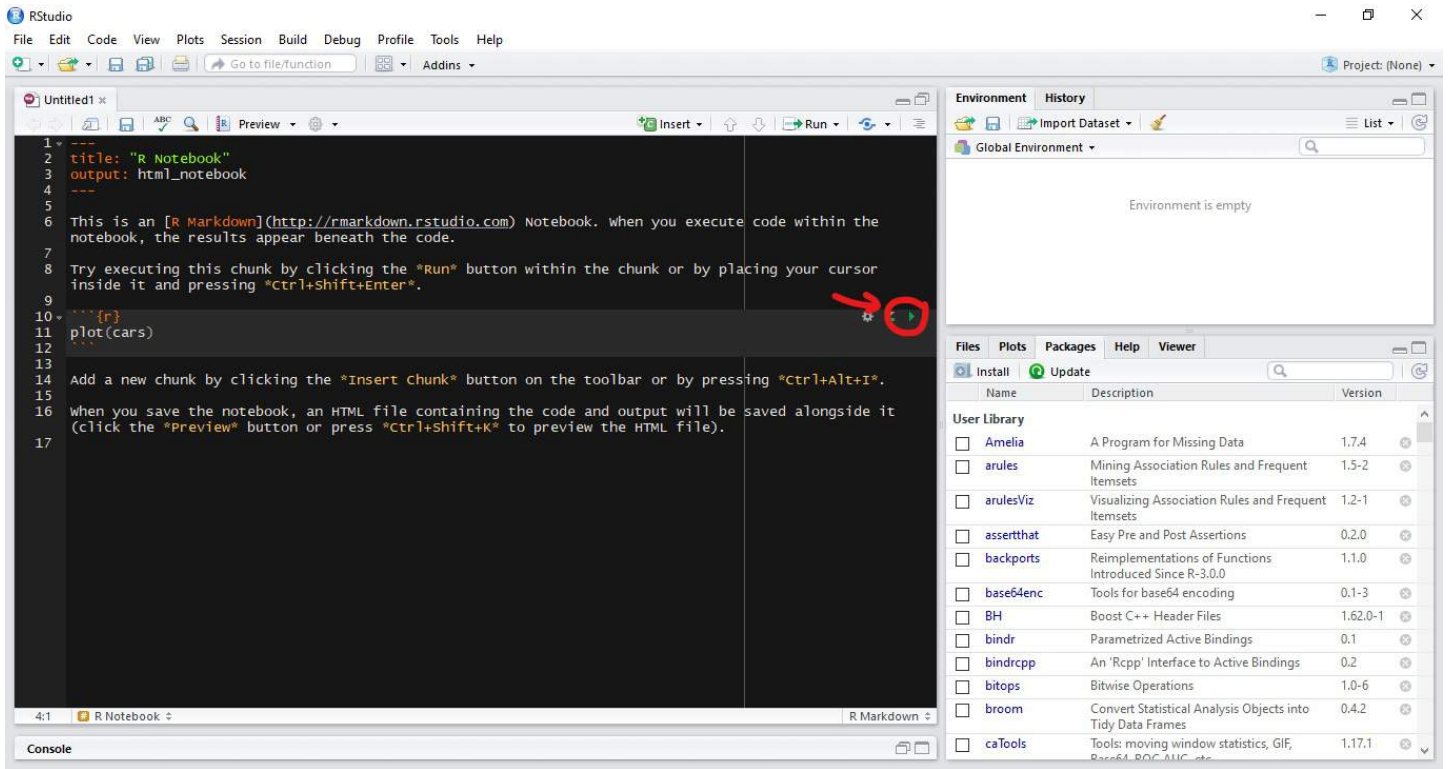 RStudio
File Edit Code View Plots Session Build Debug Profile Tools Help
Go to file/function Addins Project: (None)
Untitled1
ABC Preview Insert Run
1 ---
2 title: "R Notebook"
3 output: html_notebook
4 ---
5
6 This is an [R Markdown](http://rmarkdown.rstudio.com) Notebook. When you execute code within the
notebook, the results appear beneath the code.
7
8 Try executing this chunk by clicking the *Run* button within the chunk or by placing your cursor
inside it and pressing *Ctrl+Shift+Enter*.
9
10 ```{r}
11 plot(cars)
12 ```
13
14 Add a new chunk by clicking the *Insert Chunk* button on the toolbar or by pressing *Ctrl+Alt+I*.
15
16 When you save the notebook, an HTML file containing the code and output will be saved alongside it
(click the *Preview* button or press *Ctrl+Shift+K* to preview the HTML file).
17
4:1 R Notebook R Markdown
Console
Environment History
Import Dataset List
Global Environment
Environment is empty
Files Plots Packages Help Viewer
Install Update
Name Description Version
User Library
Amelia A Program for Missing Data 1.7.4
arules Mining Association Rules and Frequent 1.5-2
Itemsets
arulesViz Visualizing Association Rules and Frequent 1.2-1
Itemsets
assertthat Easy Pre and Post Assertions 0.2.0
backports Reimplementations of Functions 1.1.0
Introduced Since R-3.0.0
base64enc Tools for base64 encoding 0.1-3
BH Boost C++ Header Files 1.62.0-1
bindr Parametrized Active Bindings 0.1
bindrcpp An 'Rcpp' Interface to Active Bindings 0.2
bitops Bitwise Operations 1.0-6
broom Convert Statistical Analysis Objects into 0.4.2
Tidy Data Frames
caTools Tools: moving window statistics, GIF, 1.17.1
Base64, ROC AUC, etc.